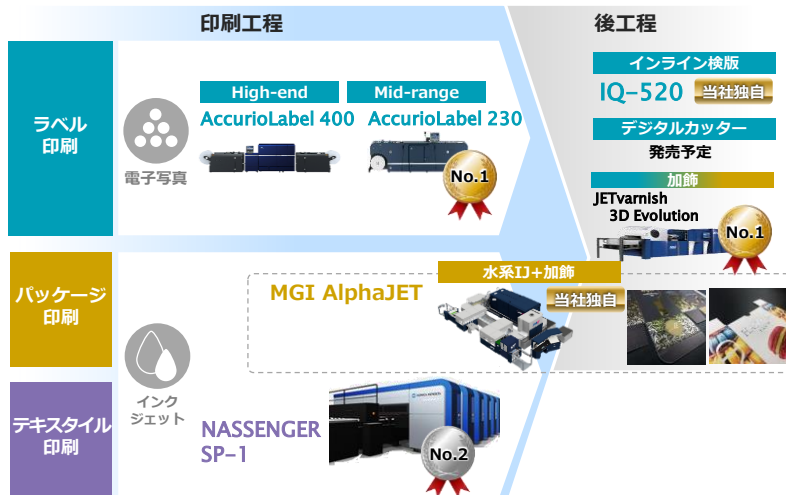 印刷工程
後工程
ラベル
印刷
電子写真
High-end
AccurioLabel 400
Mid-range
AccurioLabel 230
No.1
インライン検版
IQ-520
当社独自
デジタルカッター
発売予定
加飾
JETvarnish
3D Evolution
No.1
パッケージ
印刷
MGI AlphaJET
水系IJ+加飾
当社独自
インク
ジェット
テキスタイル
印刷
NASSENGER
SP-1
No.2